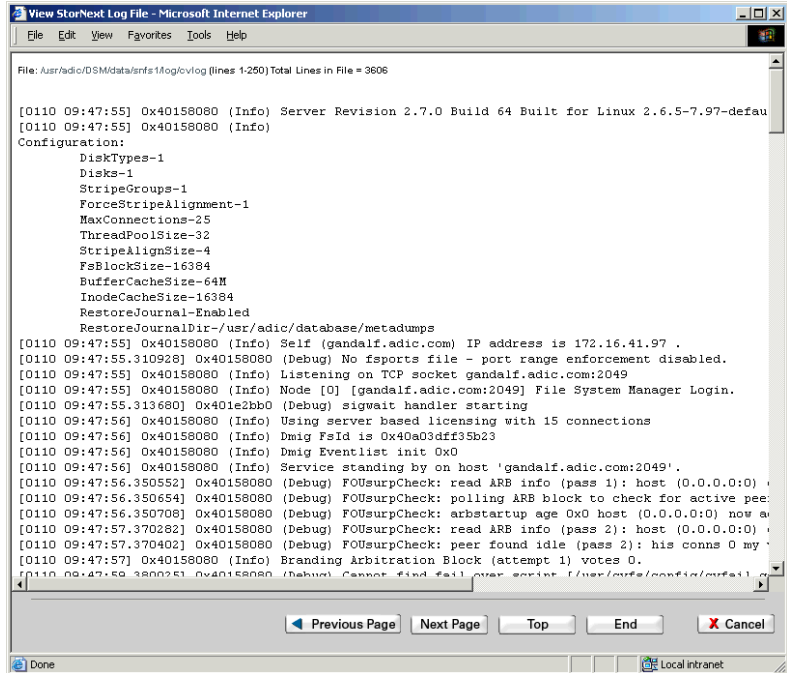 View StorNext Log File - Microsoft Internet Explorer
File Edit View Favorites Tools Help
File: /usr/adic/DSM/data/snfs1/log/cvlog (lines 1-250) Total Lines in File = 3606
[0110 09:47:55] 0x40158080 (Info) Server Revision 2.7.0 Build 64 Built for Linux 2.6.5-7.97-defau
[0110 09:47:55] 0x40158080 (Info)
Configuration:
DiskTypes-1
Disks-1
StripeGroups-1
ForceStripeAlignment-1
MaxConnections-25
ThreadPoolSize-32
StripeAlignSize-4
FsBlockSize-16384
BufferCacheSize-64M
InodeCacheSize-16384
RestoreJournal-Enabled
RestoreJournalDir-/usr/adic/database/metadumps
[0110 09:47:55] 0x40158080 (Info) Self (gandalf.adic.com) IP address is 172.16.41.97 .
[0110 09:47:55.310928] 0x40158080 (Debug) No fsports file - port range enforcement disabled.
[0110 09:47:55] 0x40158080 (Info) Listening on TCP socket gandalf.adic.com:2049
[0110 09:47:55] 0x40158080 (Info) Node [0] [gandalf.adic.com:2049] File System Manager Login.
[0110 09:47:55.313680] 0x401e2bb0 (Debug) sigwait handler starting
[0110 09:47:56] 0x40158080 (Info) Using server based licensing with 15 connections
[0110 09:47:56] 0x40158080 (Info) Dmig FsId is 0x40a03dff35b23
[0110 09:47:56] 0x40158080 (Info) Dmig Eventlist init 0x0
[0110 09:47:56] 0x40158080 (Info) Service standing by on host 'gandalf.adic.com:2049'.
[0110 09:47:56.350552] 0x40158080 (Debug) FOUsurpCheck: read ARB info (pass 1): host (0.0.0.0:0)
[0110 09:47:56.350654] 0x40158080 (Debug) FOUsurpCheck: polling ARB block to check for active pee
[0110 09:47:56.350708] 0x40158080 (Debug) FOUsurpCheck: arbstartup age 0x0 host (0.0.0.0:0) now a
[0110 09:47:57.370282] 0x40158080 (Debug) FOUsurpCheck: read ARB info (pass 2): host (0.0.0.0:0)
[0110 09:47:57.370402] 0x40158080 (Debug) FOUsurpCheck: peer found idle (pass 2): his conns 0 my
[0110 09:47:57] 0x40158080 (Info) Branding Arbitration Block (attempt 1) votes 0.
[0110 09:47:59.380025] 0x40158080 (Debug) Cannot find fail over script [/usr/cvfs/config/cvfail.
Previous Page Next Page Top End Cancel
Done Local intranet